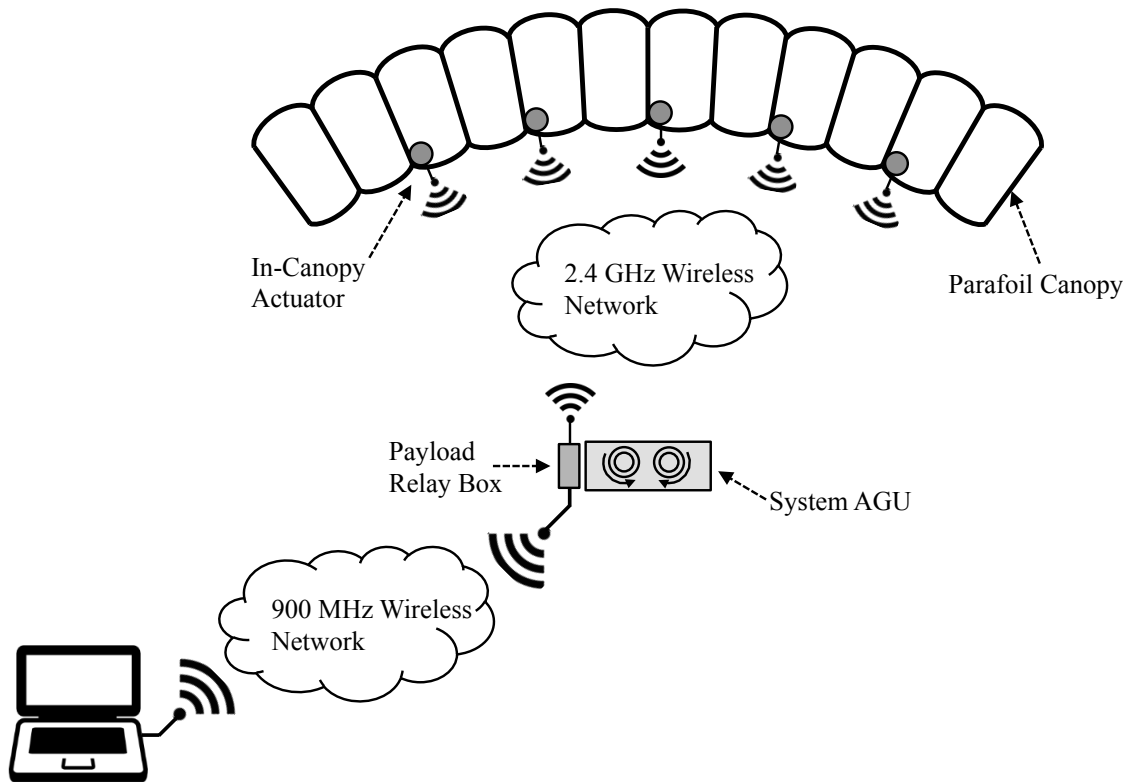 In-Canopy
Actuator
2.4 GHz Wireless
Network
Parafoil Canopy
Payload
Relay Box
System AGU
900 MHz Wireless
Network